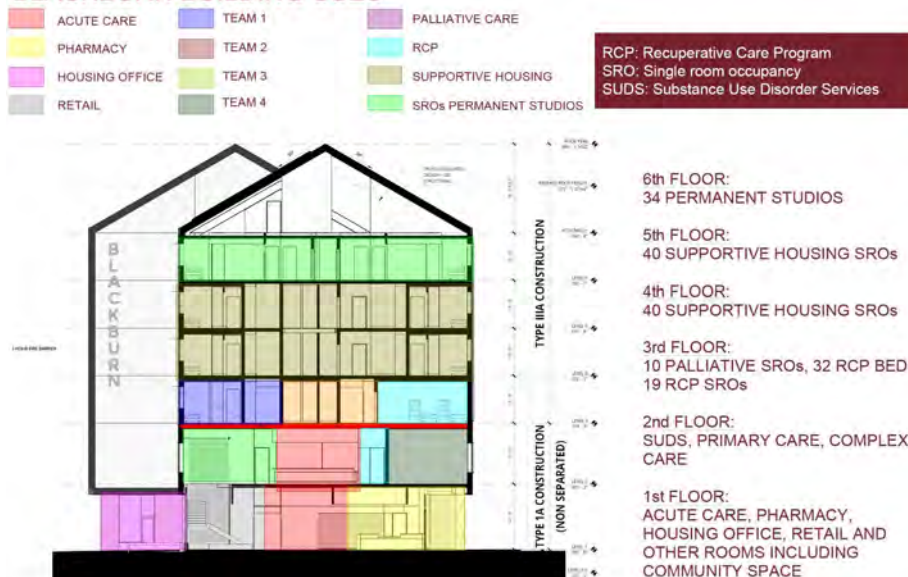 ACUTE CARE
PHARMACY
HOUSING OFFICE
RETAIL
TEAM 1
TEAM 2
TEAM 3
TEAM 4
PALLIATIVE CARE
RCP
SUPPORTIVE HOUSING
SROs PERMANENT STUDIOS
RCP: Recuperative Care Program
SRO: Single room occupancy
SUDS: Substance Use Disorder Services
BLACKBURN
TYPE IIIA CONSTRUCTION
TYPE 1A CONSTRUCTION
(NON SEPARATED)
6th FLOOR:
34 PERMANENT STUDIOS
5th FLOOR:
40 SUPPORTIVE HOUSING SROs
4th FLOOR:
40 SUPPORTIVE HOUSING SROs
3rd FLOOR:
10 PALLIATIVE SROs, 32 RCP BED
19 RCP SROs
2nd FLOOR:
SUDS, PRIMARY CARE, COMPLEX
CARE
1st FLOOR:
ACUTE CARE, PHARMACY,
HOUSING OFFICE, RETAIL AND
OTHER ROOMS INCLUDING
COMMUNITY SPACE